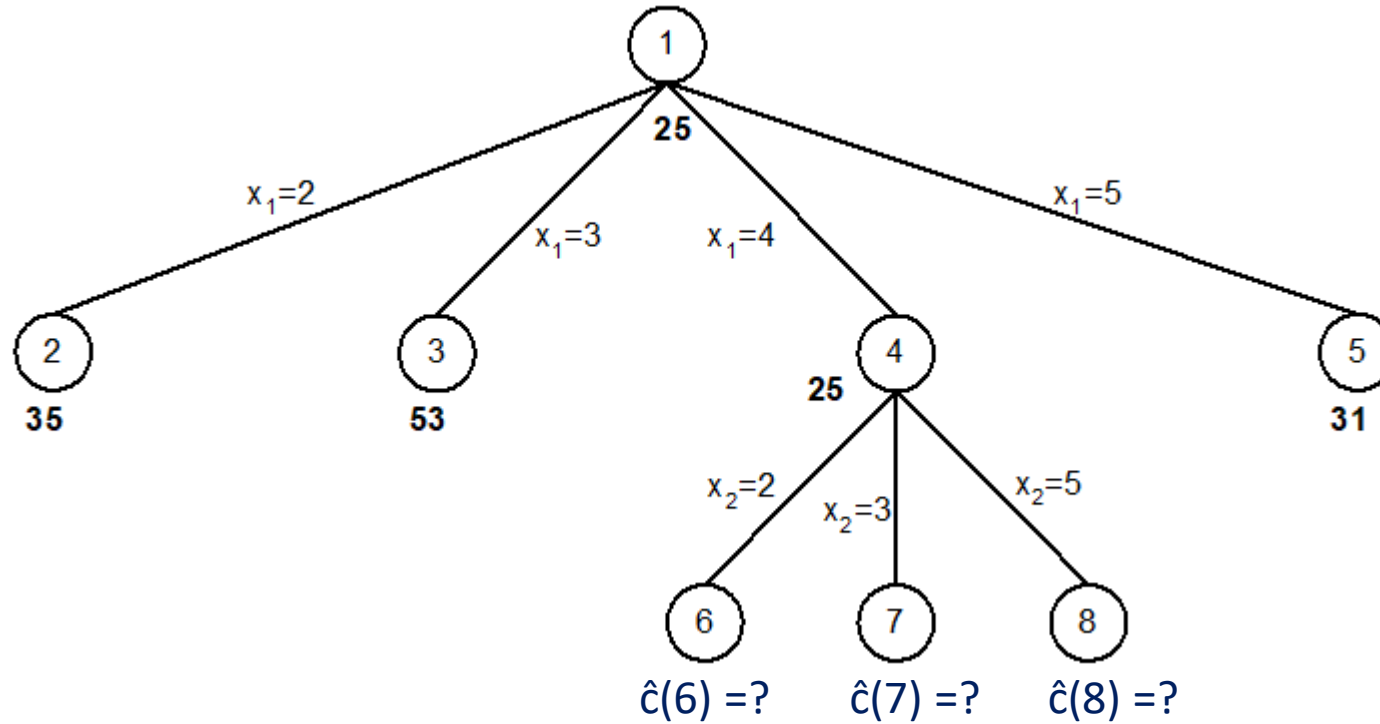 1
25
x₁=2
x₁=3
x₁=4
x₁=5
2
3
4
5
35
53
25
31
x₂=2
x₂=3
x₂=5
6
7
8
ĉ(6) =?
ĉ(7) =?
ĉ(8) =?